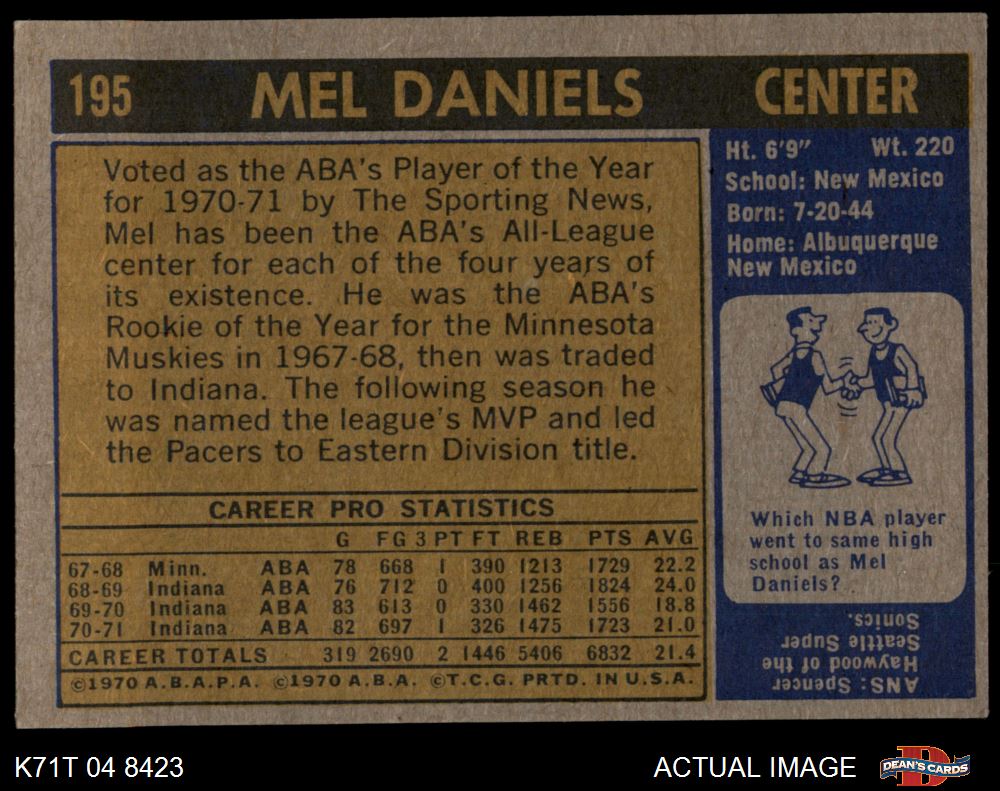 195 MEL DANIELS CENTER
Voted as the ABA's Player of the Year
for 1970-71 by The Sporting News,
Mel has been the ABA's All-League
center for each of the four years of
its existence. He was the ABA's
Rookie of the Year for the Minnesota
Muskies in 1967-68, then was traded
to Indiana. The following season he
was named the league's MVP and led
the Pacers to Eastern Division title.
CAREER PRO STATISTICS
G FG 3 PT FT REB PTS AVG
67-68 Minn. ABA 78 668 1 390 1213 1729 22.2
68-69 Indiana ABA 76 712 0 400 1256 1824 24.0
69-70 Indiana ABA 83 613 0 330 1462 1556 18.8
70-71 Indiana ABA 82 697 1 326 1475 1723 21.0
CAREER TOTALS 319 2690 2 1446 5406 6832 21.4
©1970 A.B.A.P.A. ©1970 A.B.A. ©T.C.G. PRTD. IN U.S.A.
Ht. 6'9" Wt. 220
School: New Mexico
Born: 7-20-44
Home: Albuquerque
New Mexico
Which NBA player
went to same high
school as Mel
Daniels?
ANS: Spencer
Haywood of the
Seattle Super
Sonics.
K71T 04 8423
ACTUAL IMAGE
D
DEAN'S CARDS